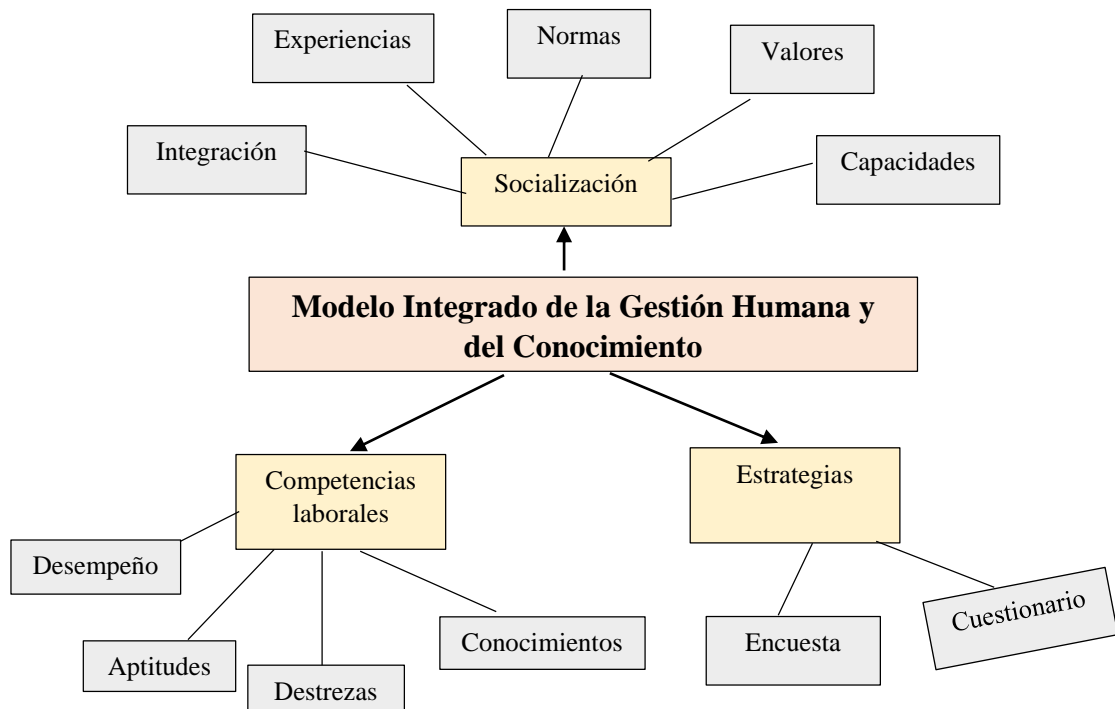 Experiencias
Normas
Valores
Integración
Capacidades
Socialización
Modelo Integrado de la Gestión Humana y
del Conocimiento
Competencias
laborales
Estrategias
Desempeño
Aptitudes
Destrezas
Conocimientos
Encuesta
Cuestionario